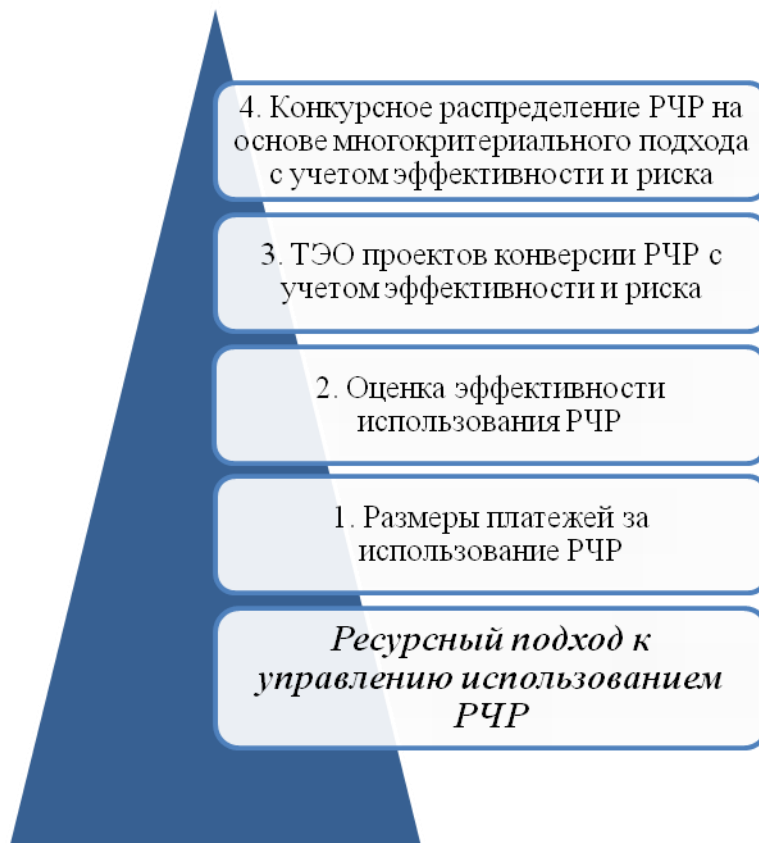 4. Конкурсное распределение РЧР на
основе многокритериального подхода
с учетом эффективности и риска
3. ТЭО проектов конверсии РЧР с
учетом эффективности и риска
2. Оценка эффективности
использования РЧР
1. Размеры платежей за
использование РЧР
Ресурсный подход к
управлению использованием
РЧР